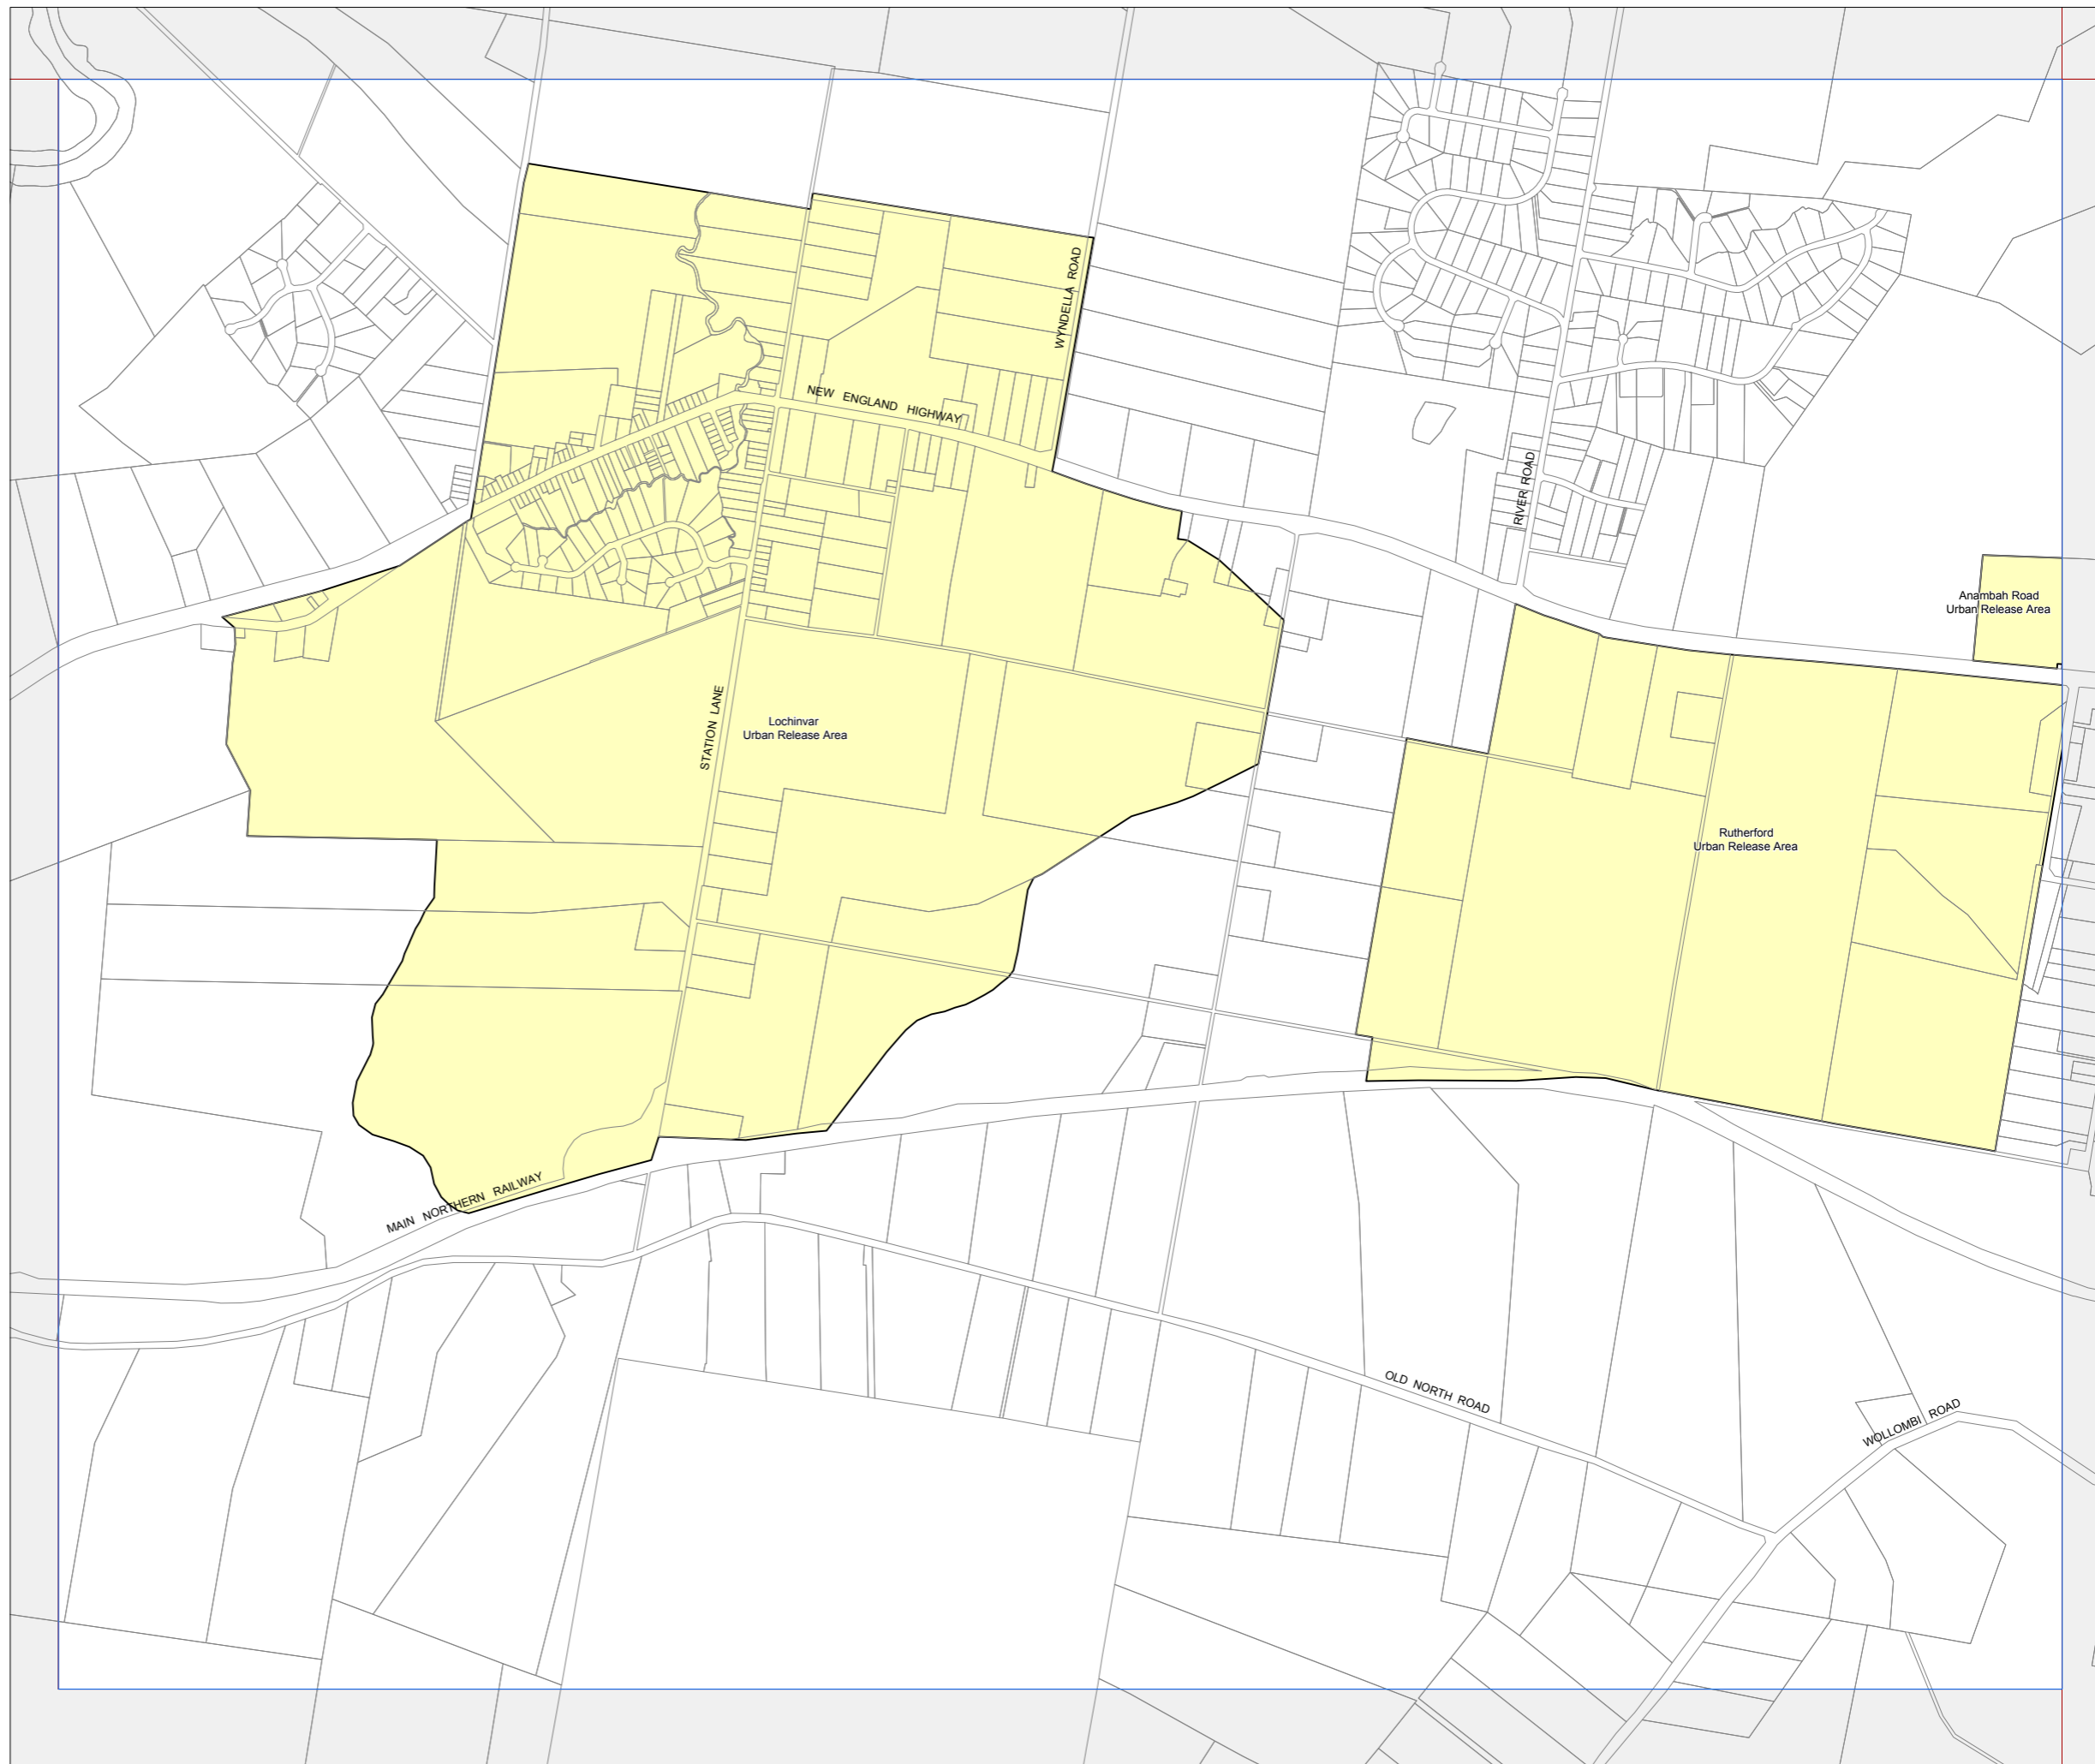 WYNDELLA ROAD
NEW ENGLAND HIGHWAY
RIVER ROAD
Anambah Road
Urban Release Area
STATION LANE
Lochinvar
Urban Release Area
Rutherford
Urban Release Area
MAIN NORTHERN RAILWAY
OLD NORTH ROAD
WOLLOMBI ROAD